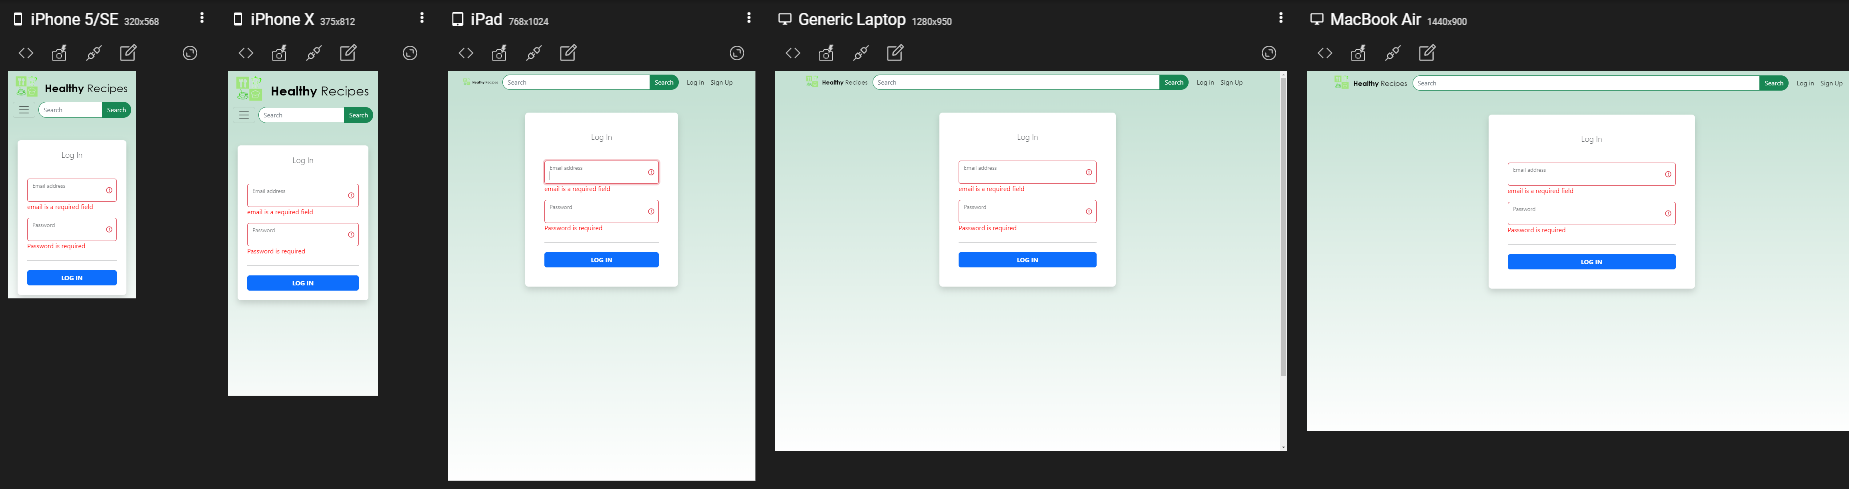 iPhone 5/SE 320x568
Healthy Recipes
Search Search
Log In
Email address
email is a required field
Password
Password is required
LOG IN
iPhone X 375x812
Healthy Recipes
Search Search
Log In
Email address
email is a required field
Password
Password is required
LOG IN
iPad 768x1024
Healthy Recipes Search Search Log in Sign Up
Log In
Email address
email is a required field
Password
Password is required
LOG IN
Generic Laptop 1280x950
Healthy Recipes Search Search Log in Sign Up
Log In
Email address
email is a required field
Password
Password is required
LOG IN
MacBook Air 1440x900
Healthy Recipes Search Search Log in Sign Up
Log In
Email address
email is a required field
Password
Password is required
LOG IN